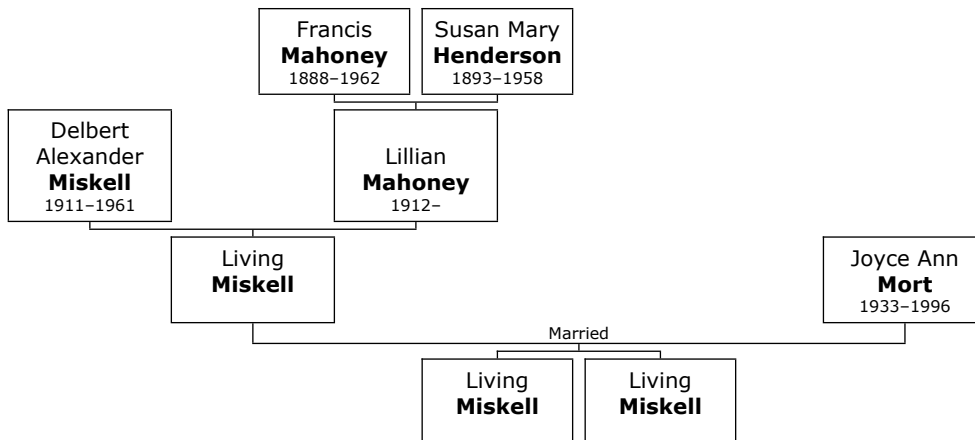 Francis
Mahoney
1888–1962
Susan Mary
Henderson
1893–1958
Delbert
Alexander
Miskell
1911–1961
Lillian
Mahoney
1912–
Living
Miskell
Joyce Ann
Mort
1933–1996
Married
Living
Miskell
Living
Miskell